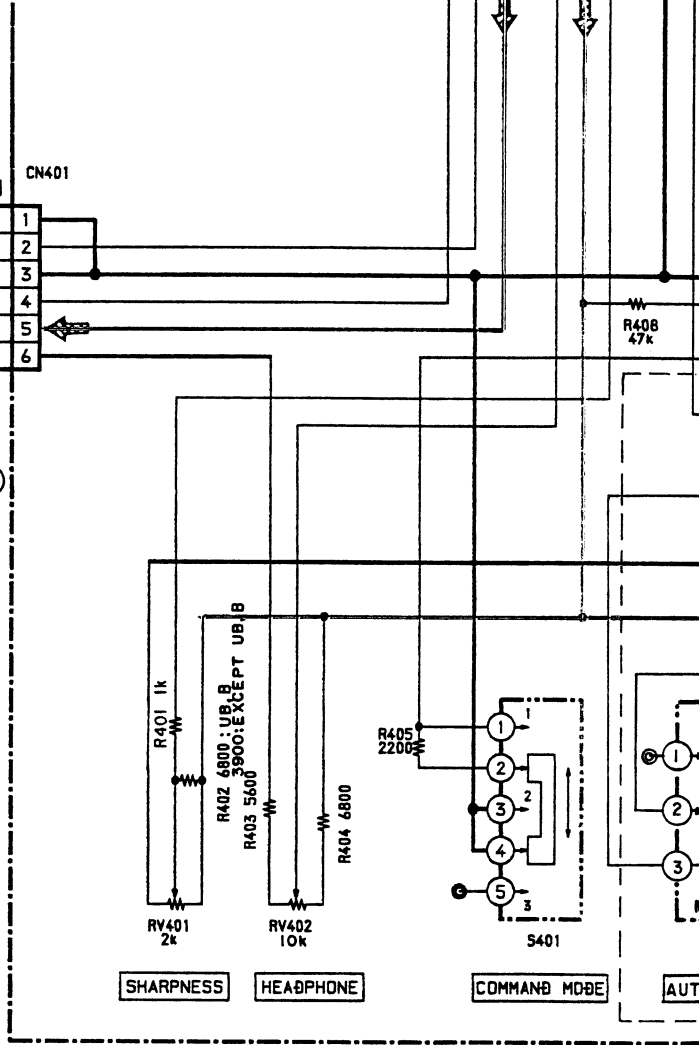 CN401
1
2
3
4
5
6
R408
47k
R401 1k
R402 6800 : UB,B
3900:EXCEPT UB,B
R403 5600
R404 6800
R405
2200
1
2
3
4
5
1
2
3
1
2
3
RV401
2k
RV402
10k
S401
SHARPNESS
HEADPHONE
COMMAND MODE
AUT